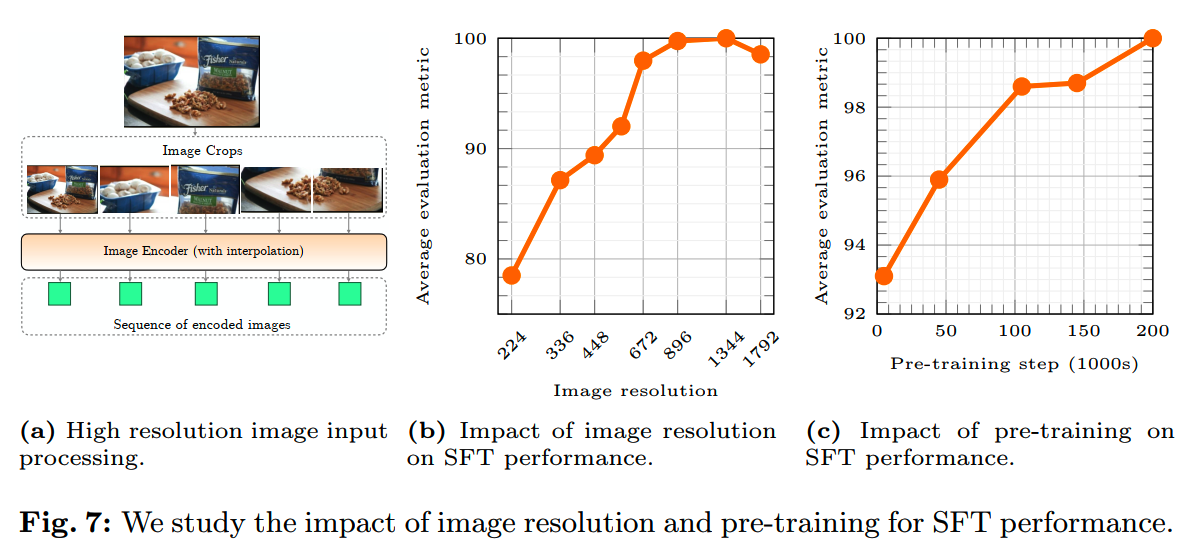 Fisher
WALNUT
Image Crops
Fisher
Image Encoder (with interpolation)
Sequence of encoded images
(a) High resolution image input
processing.
Average evaluation metric
100
90
80
224
336
448
672
896
1344
1792
Image resolution
(b) Impact of image resolution
on SFT performance.
Average evaluation metric
100
98
96
94
92
0
50
100
150
200
Pre-training step (1000s)
(c) Impact of pre-training on
SFT performance.
Fig. 7: We study the impact of image resolution and pre-training for SFT performance.